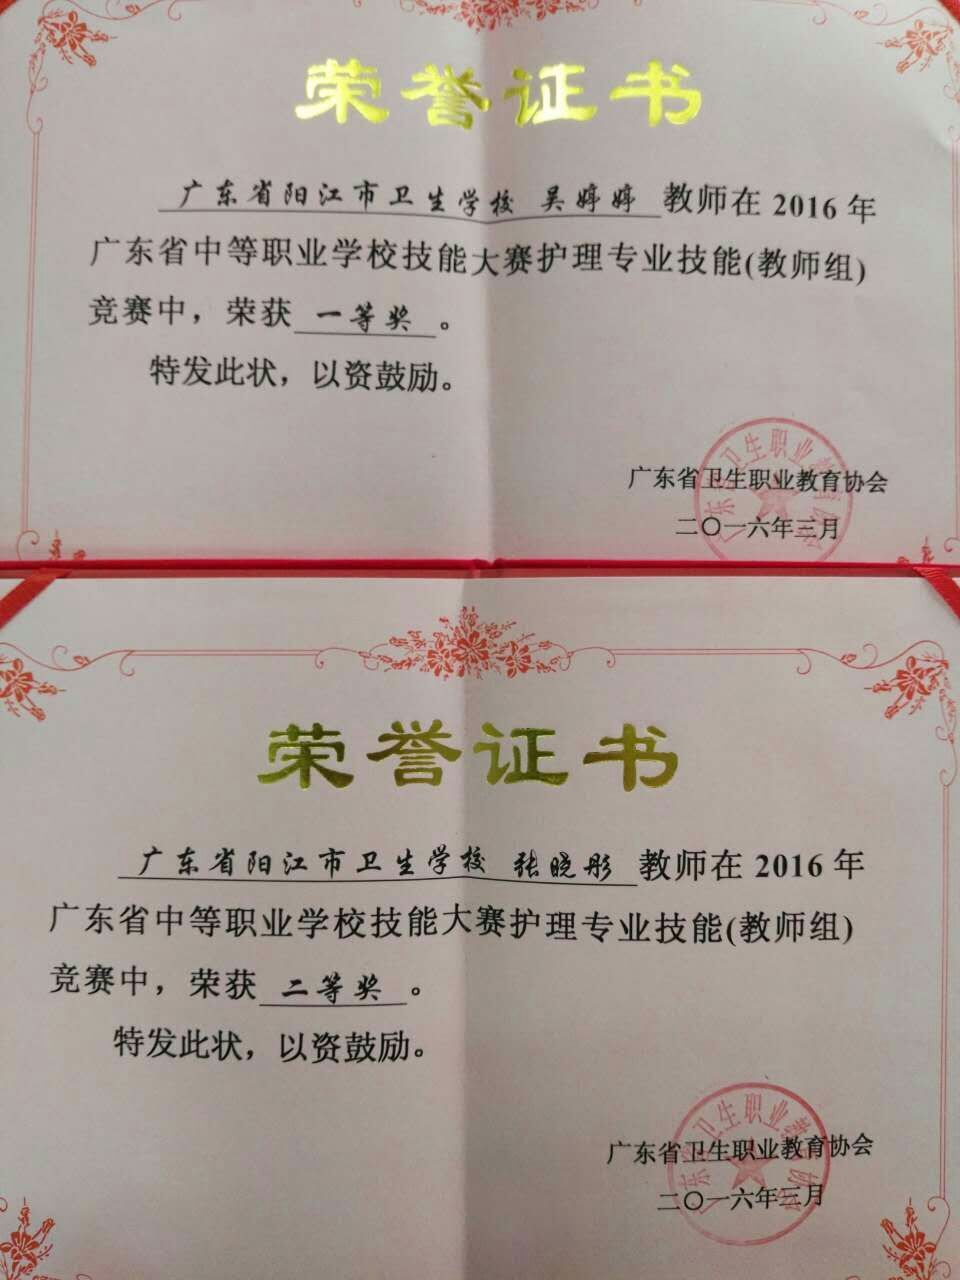 荣誉证书
广东省阳江市卫生学校 吴婷婷 教师在 2016 年
广东省中等职业学校技能大赛护理专业技能(教师组)
竞赛中，荣获 一等奖 。
特发此状，以资鼓励。
广东省卫生职业教育协会
二〇一六年三月
荣誉证书
广东省阳江市卫生学校 张晓彤 教师在 2016 年
广东省中等职业学校技能大赛护理专业技能(教师组)
竞赛中，荣获 二等奖 。
特发此状，以资鼓励。
广东省卫生职业教育协会
二〇一六年三月